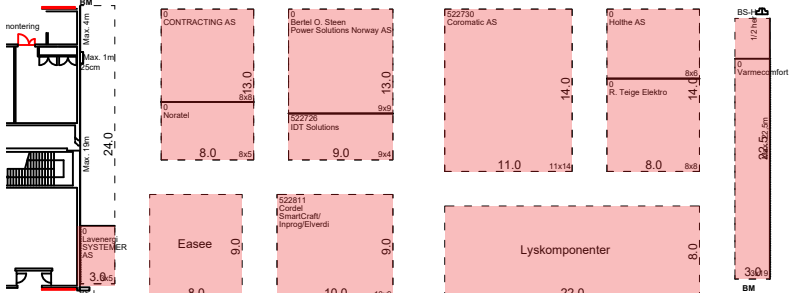 BM
nontering
Max. 4m
Max. 1m
25cm
Max. 19m
24.0
0
Lavenergi
SYSTEMER
AS
3.0
0
CONTRACTING AS
13.0
8x8
0
Noratel
8.0
8x5
0
Bertel O. Steen
Power Solutions Norway AS
13.0
9x9
522726
IDT Solutions
9.0
9x4
522730
Coromatic AS
14.0
11.0
11x14
0
Holthe AS
8x6
14.0
0
R. Teige Elektro
8.0
8x8
BS-H
1/2 høl
0
Varmecomfort
22.5
3.0
3x19
BM
Easee
9.0
8.0
522811
Cordel
SmartCraft/
Inprog/Elverdi
9.0
10.0
Lyskomponenter
8.0
22.0